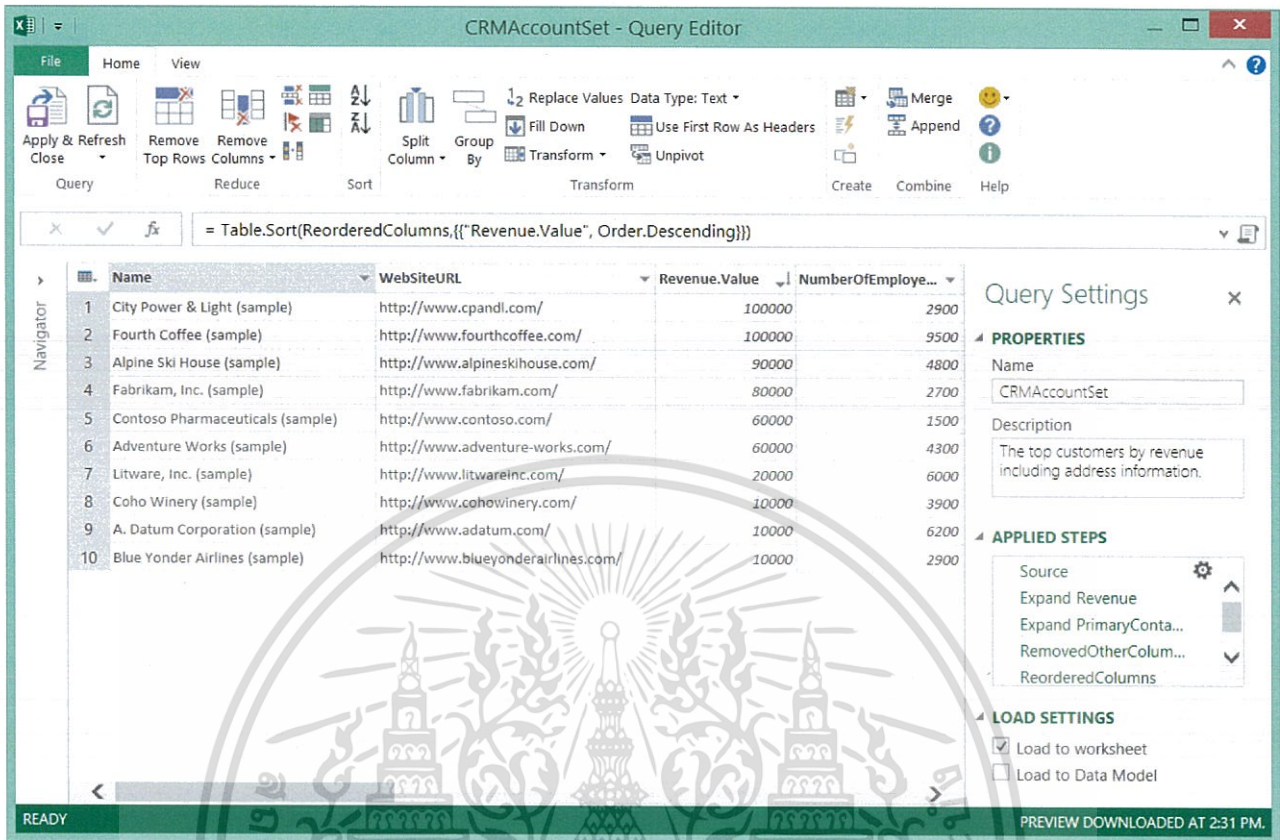 CRMAccountSet - Query Editor
File Home View
Apply & Close
Refresh
Remove Top Rows
Remove Columns
Split Column
Group By
Replace Values
Data Type: Text
Fill Down
Use First Row As Headers
Transform
Unpivot
Merge
Append
Query Reduce Sort Transform Create Combine Help
fx = Table.Sort(ReorderedColumns,{{"Revenue.Value", Order.Descending}})
Navigator
Name WebSiteURL Revenue.Value NumberOfEmploye...
1 City Power & Light (sample) http://www.cpandl.com/ 100000 2900
2 Fourth Coffee (sample) http://www.fourthcoffee.com/ 100000 9500
3 Alpine Ski House (sample) http://www.alpineskihouse.com/ 90000 4800
4 Fabrikam, Inc. (sample) http://www.fabrikam.com/ 80000 2700
5 Contoso Pharmaceuticals (sample) http://www.contoso.com/ 60000 1500
6 Adventure Works (sample) http://www.adventure-works.com/ 60000 4300
7 Litware, Inc. (sample) http://www.litwareinc.com/ 20000 6000
8 Coho Winery (sample) http://www.cohowinery.com/ 10000 3900
9 A. Datum Corporation (sample) http://www.adatum.com/ 10000 6200
10 Blue Yonder Airlines (sample) http://www.blueyonderairlines.com/ 10000 2900
Query Settings
PROPERTIES
Name
CRMAccountSet
Description
The top customers by revenue
including address information.
APPLIED STEPS
Source
Expand Revenue
Expand PrimaryConta...
RemovedOtherColum...
ReorderedColumns
LOAD SETTINGS
Load to worksheet
Load to Data Model
READY
PREVIEW DOWNLOADED AT 2:31 PM.